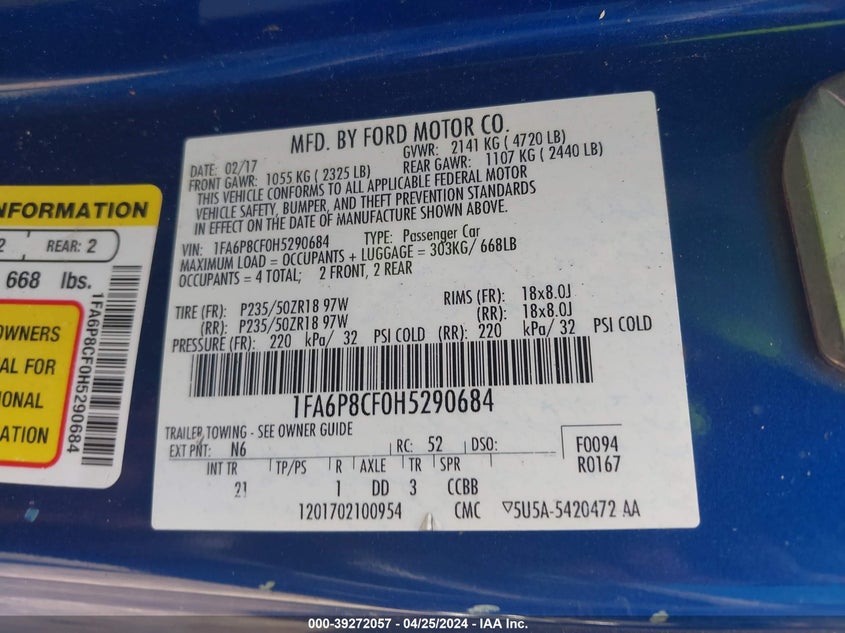 MFD. BY FORD MOTOR CO.
DATE: 02/17 GVWR: 2141 KG ( 4720 LB)
FRONT GAWR: 1055 KG ( 2325 LB) REAR GAWR: 1107 KG ( 2440 LB)
THIS VEHICLE CONFORMS TO ALL APPLICABLE FEDERAL MOTOR
VEHICLE SAFETY, BUMPER, AND THEFT PREVENTION STANDARDS
IN EFFECT ON THE DATE OF MANUFACTURE SHOWN ABOVE.
VIN: 1FA6P8CF0H5290684 TYPE: Passenger Car
MAXIMUM LOAD = OCCUPANTS + LUGGAGE = 303KG/ 668LB
OCCUPANTS = 4 TOTAL; 2 FRONT, 2 REAR
TIRE (FR): P235/50ZR18 97W RIMS (FR): 18x8.0J
(RR): P235/50ZR18 97W (RR): 18x8.0J
PRESSURE (FR): 220 kPa/ 32 PSI COLD (RR): 220 kPa/ 32 PSI COLD
1FA6P8CF0H5290684
TRAILER TOWING - SEE OWNER GUIDE
EXT PNT: N6 RC: 52 DSO: F0094
R0167
INT TR TP/PS R AXLE TR SPR
21 1 DD 3 CCBB
1201702100954 CMC ▽5U5A-5420472 AA
INFORMATION
2 REAR: 2
668 lbs.
OWNERS
AL FOR
IONAL
ATION
1FA6P8CF0H5290684
000-39272057 - 04/25/2024 - IAA Inc.